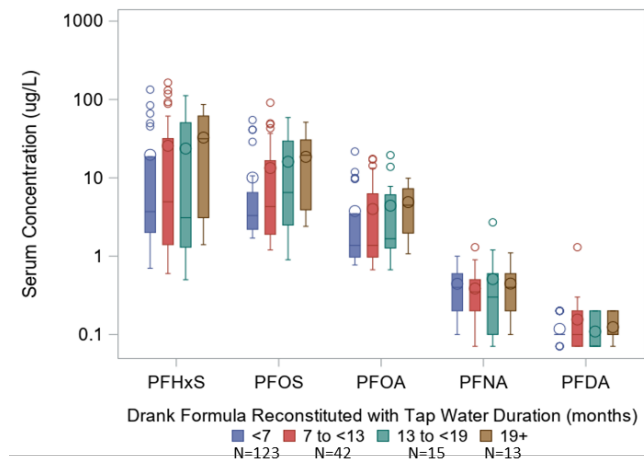 1000
100
10
1
0.1
Serum Concentration (ug/L)
PFHxS PFOS PFOA PFNA PFDA
Drank Formula Reconstituted with Tap Water Duration (months)
<7 7 to <13 13 to <19 19+
N=123 N=42 N=15 N=13